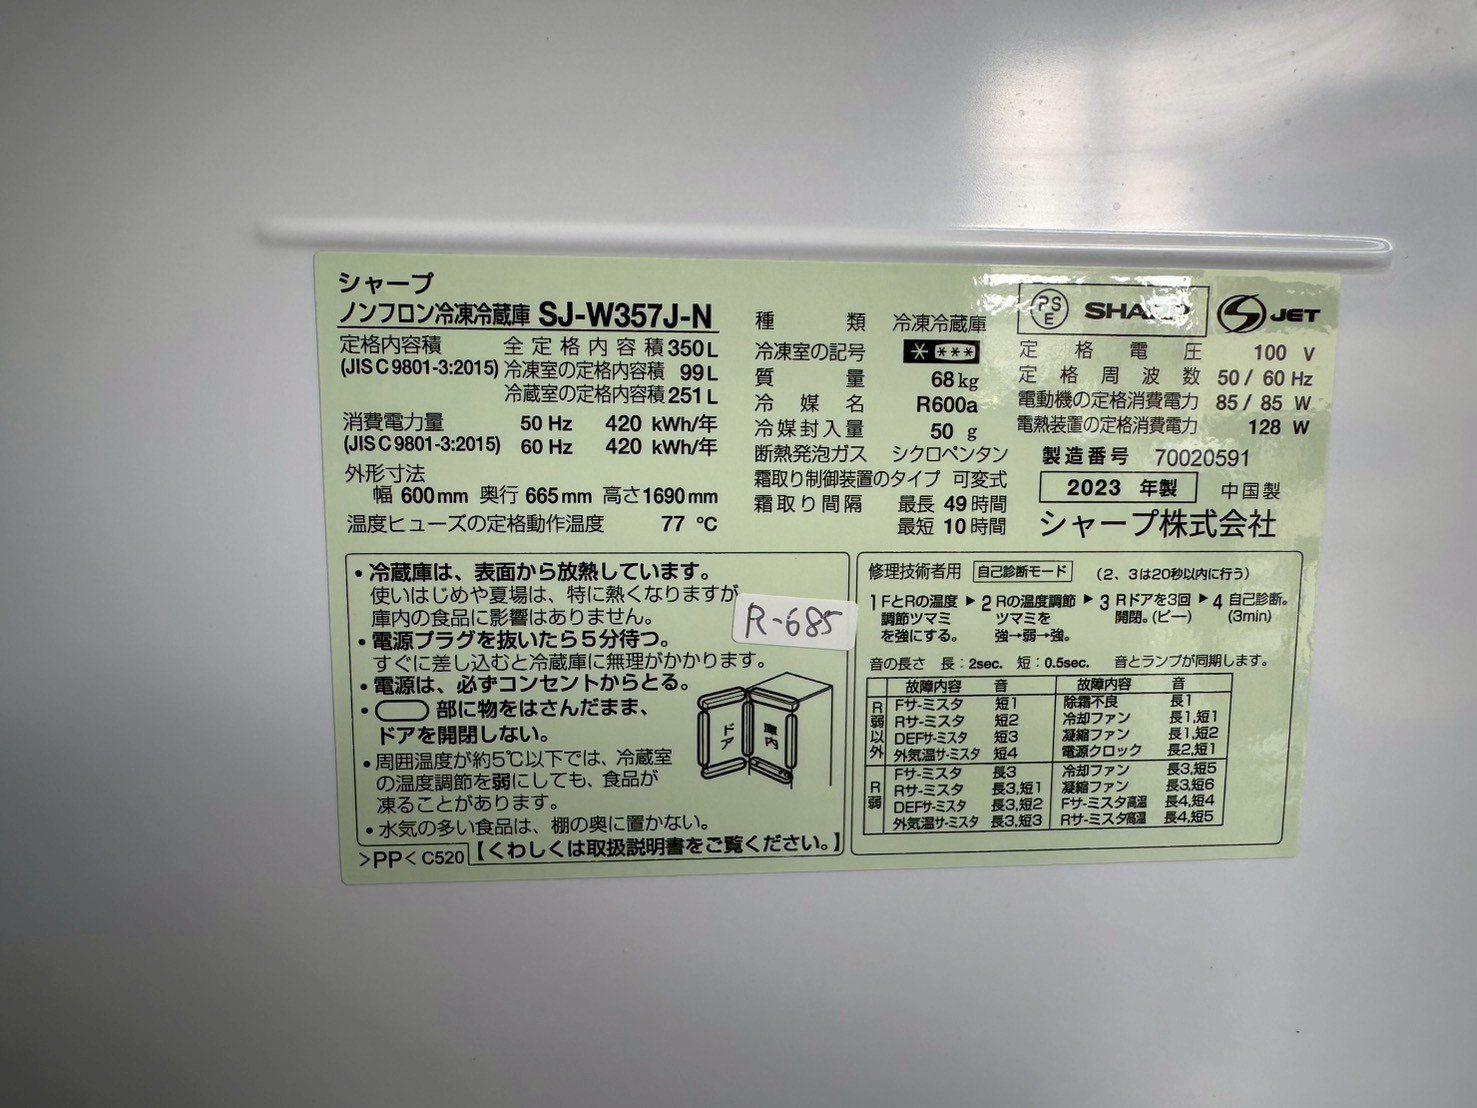 シャープ
ノンフロン冷凍冷蔵庫 SJ-W357J-N
定格内容積 全定格内容積 350L
(JIS C 9801-3:2015) 冷凍室の定格内容積 99L
冷蔵室の定格内容積 251L
消費電力量 50 Hz 420 kWh/年
(JIS C 9801-3:2015) 60 Hz 420 kWh/年
外形寸法
幅 600mm 奥行 665mm 高さ1690mm
温度ヒューズの定格動作温度 77 ℃
種類 冷凍冷蔵庫
冷凍室の記号 * ***
質量 68kg
冷媒名 R600a
冷媒封入量 50 g
断熱発泡ガス シクロペンタン
霜取り制御装置のタイプ 可変式
霜取り間隔 最長 49 時間
最短 10 時間
PS E SHARP S JET
定格電圧 100 V
定格周波数 50 / 60 Hz
電動機の定格消費電力 85 / 85 W
電熱装置の定格消費電力 128 W
製造番号 70020591
2023 年製 中国製
シャープ株式会社
・冷蔵庫は、表面から放熱しています。
使いはじめや夏場は、特に熱くなりますが
庫内の食品に影響はありません。
・電源プラグを抜いたら5分待つ。
すぐに差し込むと冷蔵庫に無理がかかります。
・電源は、必ずコンセントからとる。
・部に物をはさんだまま、
ドアを開閉しない。
・周囲温度が約5℃以下では、冷蔵室
の温度調節を弱にしても、食品が
凍ることがあります。
・水気の多い食品は、棚の奥に置かない。
>PP< C520 【くわしくは取扱説明書をご覧ください。】
ドア 庫内
R-685
修理技術者用 自己診断モード (2、3は20秒以内に行う)
1 FとRの温度 ▶ 2 Rの温度調節 ▶ 3 Rドアを3回 ▶ 4 自己診断。
調節ツマミ ツマミを 開閉。(ピー) (3min)
を強にする。 強→弱→強。
音の長さ 長:2sec. 短:0.5sec. 音とランプが同期します。
故障内容 音 故障内容 音
R弱以外 Fサーミスタ 短1 除霜不良 長1
Rサーミスタ 短2 冷却ファン 長1,短1
DEFサーミスタ 短3 凝縮ファン 長1,短2
外気温サーミスタ 短4 電源クロック 長2,短1
R弱 Fサーミスタ 長3 冷却ファン 長3,短5
Rサーミスタ 長3,短1 凝縮ファン 長3,短6
DEFサーミスタ 長3,短2 Fサーミスタ高温 長4,短4
外気温サーミスタ 長3,短3 Rサーミスタ高温 長4,短5